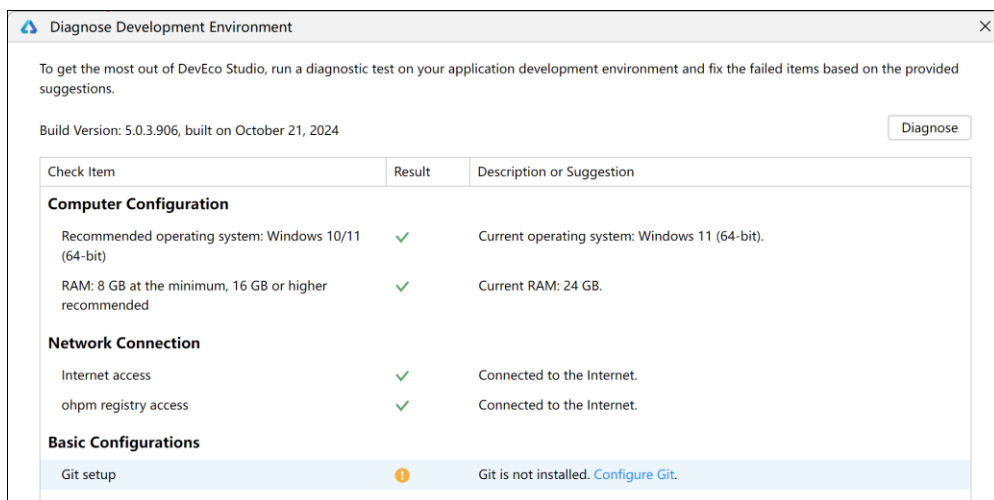 Diagnose Development Environment
To get the most out of DevEco Studio, run a diagnostic test on your application development environment and fix the failed items based on the provided
suggestions.
Build Version: 5.0.3.906, built on October 21, 2024
Diagnose
Check Item Result Description or Suggestion
Computer Configuration
Recommended operating system: Windows 10/11 Current operating system: Windows 11 (64-bit).
(64-bit)
RAM: 8 GB at the minimum, 16 GB or higher Current RAM: 24 GB.
recommended
Network Connection
Internet access Connected to the Internet.
ohpm registry access Connected to the Internet.
Basic Configurations
Git setup Git is not installed. Configure Git.